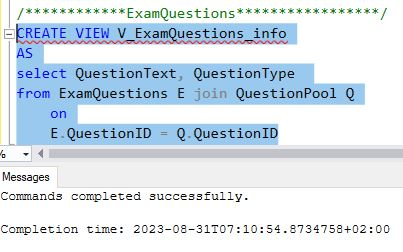 /************ExamQuestions*****************/
CREATE VIEW V_ExamQuestions_info
AS
select QuestionText, QuestionType
from ExamQuestions E join QuestionPool Q
on
E.QuestionID = Q.QuestionID
%
Messages
Commands completed successfully.
Completion time: 2023-08-31T07:10:54.8734758+02:00